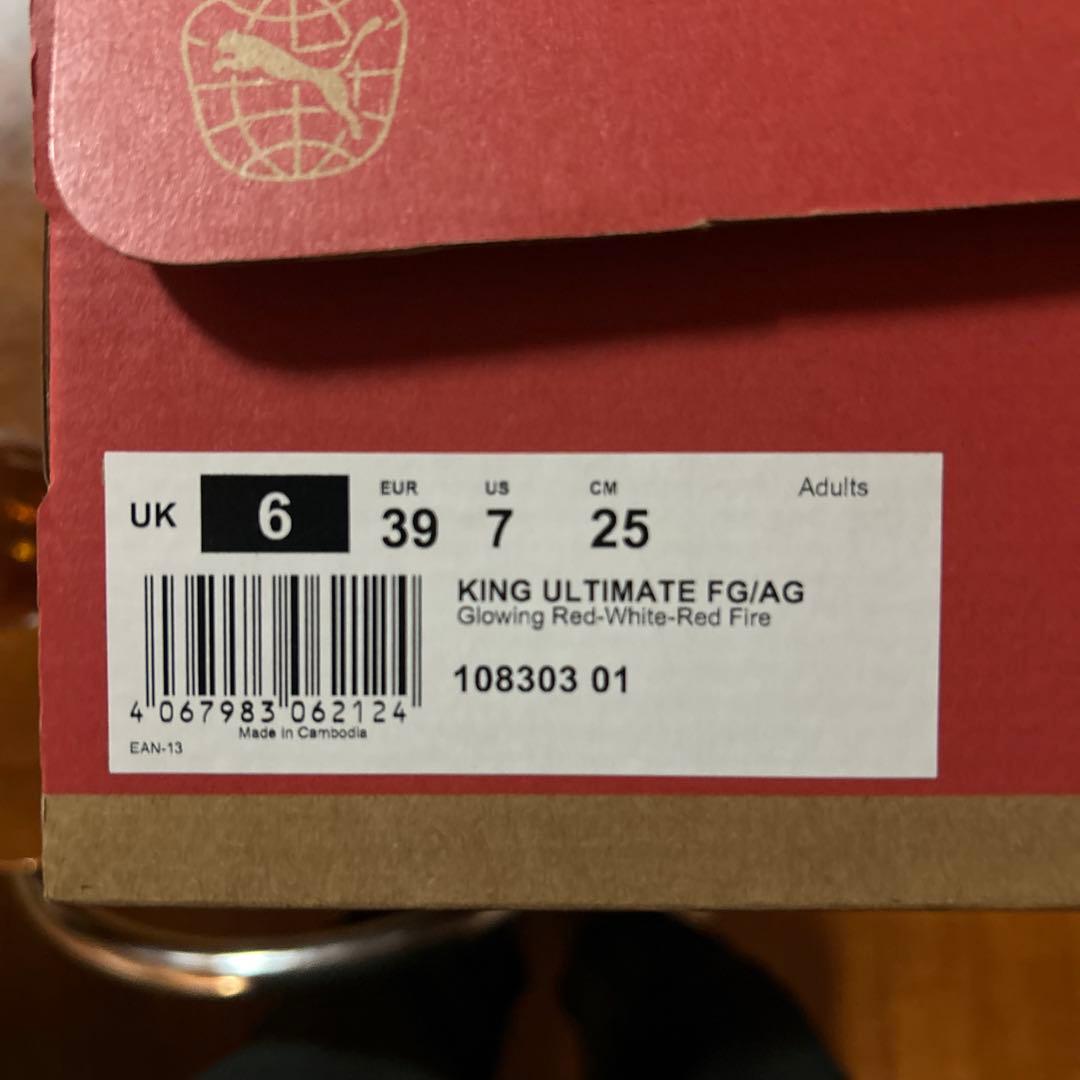 UK 6 EUR 39 US 7 CM 25 Adults
KING ULTIMATE FG/AG
Glowing Red-White-Red Fire
108303 01
4 067983 062124
Made in Cambodia
EAN-13